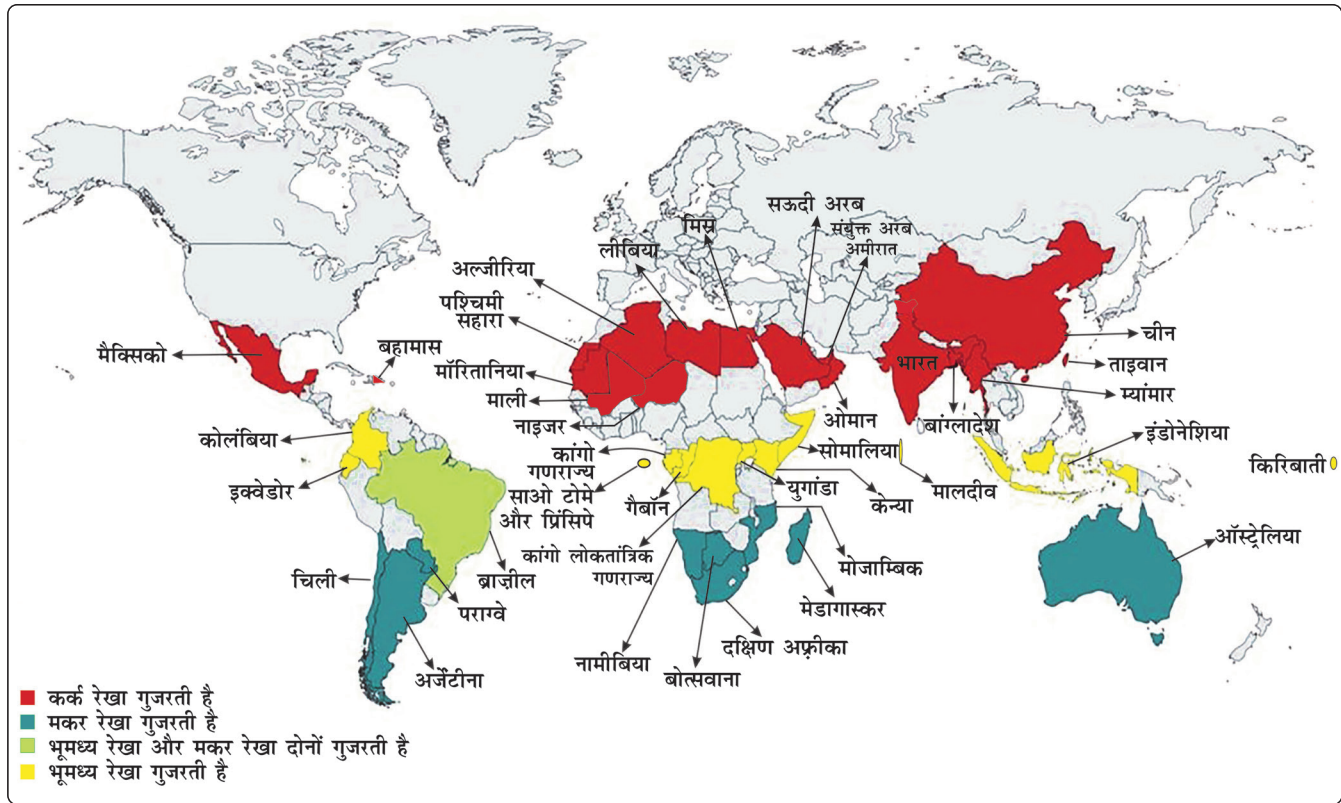 सऊदी अरब
मिस्र
संयुक्त अरब
अमीरात
लीबिया
अल्जीरिया
पश्चिमी
सहारा
चीन
मैक्सिको
बहामास
भारत
ताइवान
मॉरितानिया
म्यांमार
माली
ओमान
बांग्लादेश
नाइजर
इंडोनेशिया
कोलंबिया
कांगो
गणराज्य
सोमालिया
किरिबाती
इक्वेडोर
साओ टोमे
और प्रिंसिपे
गैबॉन
युगांडा
केन्या
मालदीव
ऑस्ट्रेलिया
कांगो लोकतांत्रिक
गणराज्य
मोजाम्बिक
चिली
ब्राज़ील
पराग्वे
मेडागास्कर
दक्षिण अफ़्रीका
नामीबिया
बोत्सवाना
अर्जेंटीना
कर्क रेखा गुजरती है
मकर रेखा गुजरती है
भूमध्य रेखा और मकर रेखा दोनों गुजरती है
भूमध्य रेखा गुजरती है